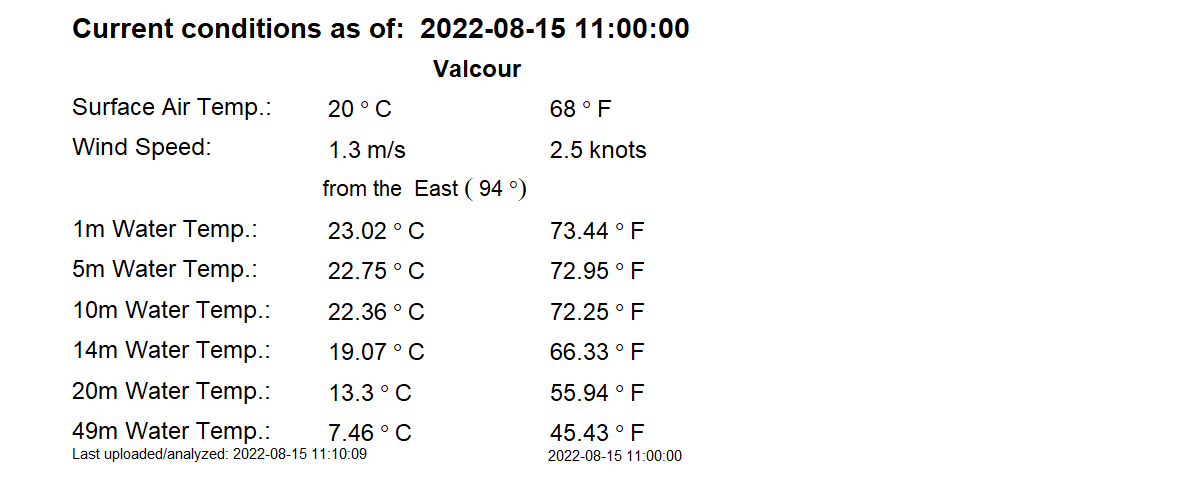 Current conditions as of: 2022-08-15 11:00:00
Valcour
Surface Air Temp.: 20 ° C 68 ° F
Wind Speed: 1.3 m/s 2.5 knots
from the East ( 94 °)
1m Water Temp.: 23.02 ° C 73.44 ° F
5m Water Temp.: 22.75 ° C 72.95 ° F
10m Water Temp.: 22.36 ° C 72.25 ° F
14m Water Temp.: 19.07 ° C 66.33 ° F
20m Water Temp.: 13.3 ° C 55.94 ° F
49m Water Temp.: 7.46 ° C 45.43 ° F
Last uploaded/analyzed: 2022-08-15 11:10:09 2022-08-15 11:00:00